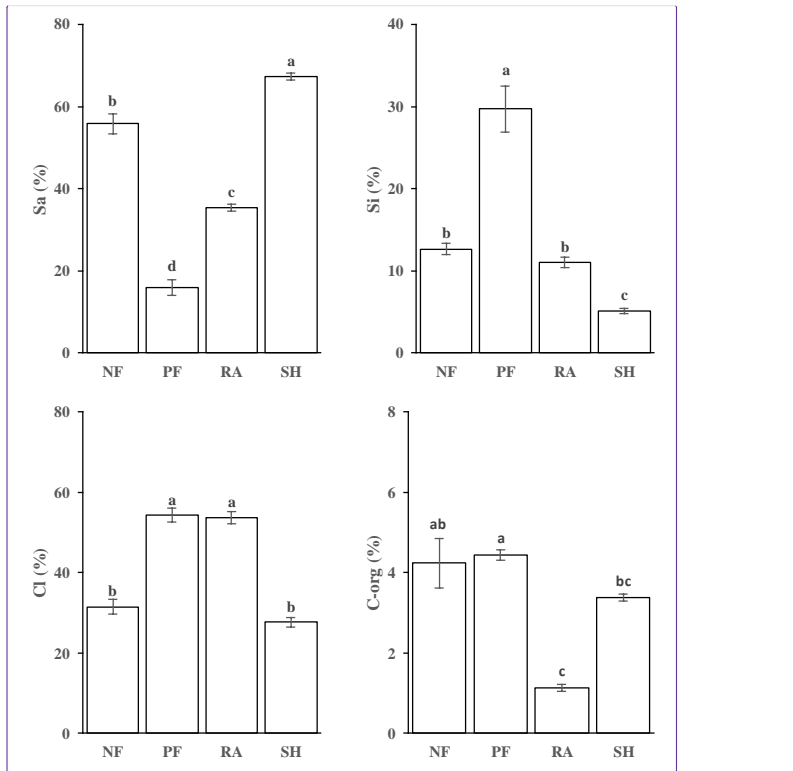 80
60
40
20
0
Sa (%)
b
d
c
a
NF PF RA SH
40
30
20
10
0
Si (%)
b
a
b
c
NF PF RA SH
80
60
40
20
0
Cl (%)
b
a
a
b
NF PF RA SH
8
6
4
2
0
C-org (%)
ab
a
c
bc
NF PF RA SH